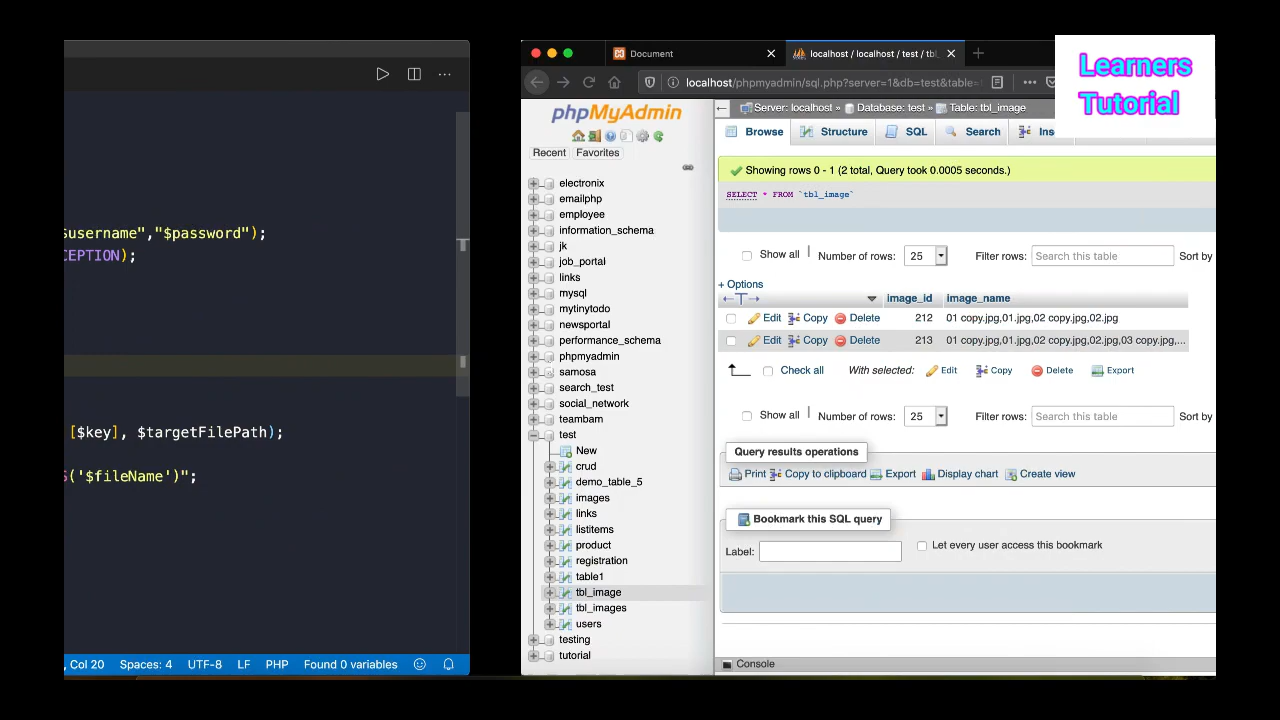 $username","$password");
EPTION);
[$key], $targetFilePath);
('$fileName')";
, Col 20 Spaces: 4 UTF-8 LF PHP Found 0 variables
Document
localhost / localhost / test / tbl
localhost/phpmyadmin/sql.php?server=1&db=test&table=
Learners
Tutorial
phpMyAdmin
Recent Favorites
electronix
emailphp
employee
information_schema
jk
job_portal
links
mysql
mytinytodo
newsportal
performance_schema
phpmyadmin
samosa
search_test
social_network
teambam
test
New
crud
demo_table_5
images
links
listitems
product
registration
table1
tbl_image
tbl_images
users
testing
tutorial
Server: localhost » Database: test » Table: tbl_image
Browse Structure SQL Search Ins
Showing rows 0 - 1 (2 total, Query took 0.0005 seconds.)
SELECT * FROM `tbl_image`
Show all Number of rows: 25 Filter rows: Search this table Sort by
+ Options
image_id image_name
Edit Copy Delete 212 01 copy.jpg,01.jpg,02 copy.jpg,02.jpg
Edit Copy Delete 213 01 copy.jpg,01.jpg,02 copy.jpg,02.jpg,03 copy.jpg,...
Check all With selected: Edit Copy Delete Export
Show all Number of rows: 25 Filter rows: Search this table Sort by
Query results operations
Print Copy to clipboard Export Display chart Create view
Bookmark this SQL query
Label: Let every user access this bookmark
Console